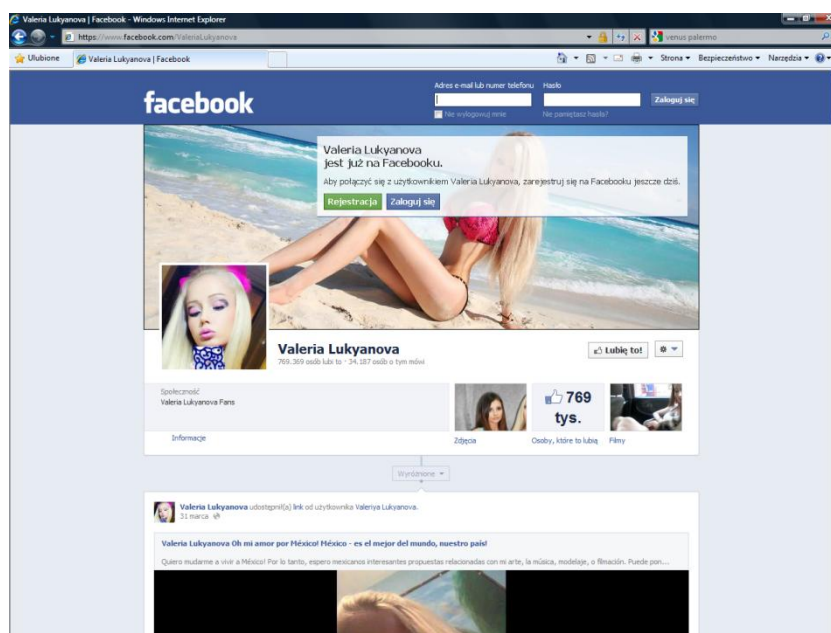 Valeria Lukyanova | Facebook - Windows Internet Explorer
https://www.facebook.com/ValeriaLukyanova
venus palermo
Ulubione
Valeria Lukyanova | Facebook
Strona
Bezpieczeństwo
Narzędzia
Adres e-mail lub numer telefonu
Hasło
facebook
Zaloguj się
Nie wylogowuj mnie
Nie pamiętasz hasła?
Valeria Lukyanova
jest już na Facebooku.
Aby połączyć się z użytkownikiem Valeria Lukyanova, zarejestruj się na Facebooku jeszcze dziś.
Rejestracja
Zaloguj się
Valeria Lukyanova
769.369 osób lubi to · 34.187 osób o tym mówi
Lubię to!
Społeczność
Valeria Lukyanova Fans
Informacje
769
tys.
Zdjęcia
Osoby, które to lubią
Filmy
Wyróżnione
Valeria Lukyanova udostępnił(a) link od użytkownika Valeriya Lukyanova.
31 marca
Valeria Lukyanova Oh mi amor por México! México - es el mejor del mundo, nuestro país!
Quiero mudarme a vivir a México! Por lo tanto, espero mexicanos interesantes propuestas relacionadas con mi arte, la música, modelaje, o filmación. Puede pon...